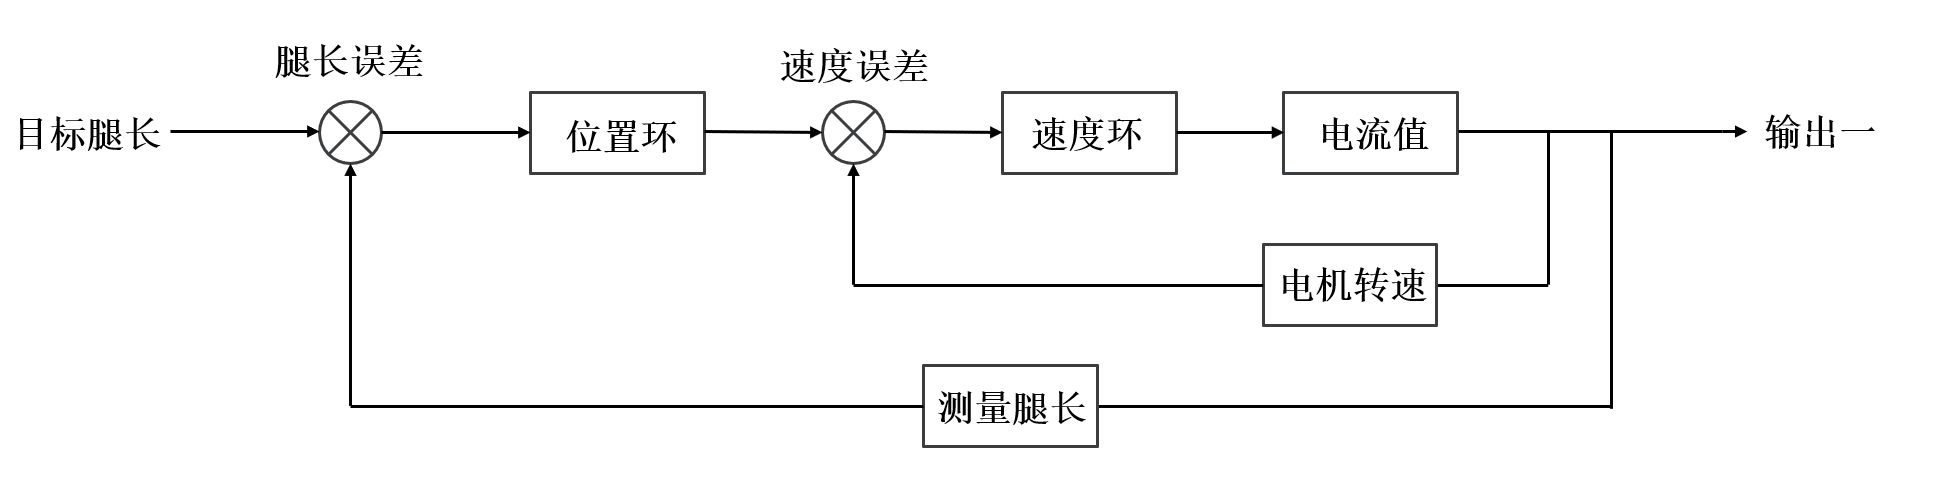 腿长误差
速度误差
目标腿长
位置环
速度环
电流值
输出一
电机转速
测量腿长